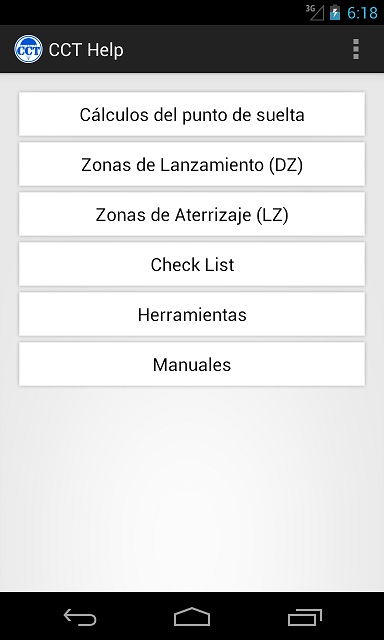 3G 6:18
CCT CCT Help
Cálculos del punto de suelta
Zonas de Lanzamiento (DZ)
Zonas de Aterrizaje (LZ)
Check List
Herramientas
Manuales